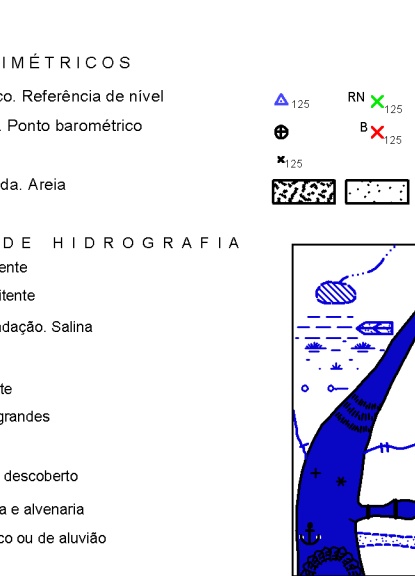 IMÉTRICOS
co. Referência de nível
125
RN
125
. Ponto barométrico
B
125
125
da. Areia
DE HIDROGRAFIA
ente
itente
dação. Salina
te
grandes
descoberto
a e alvenaria
co ou de aluvião